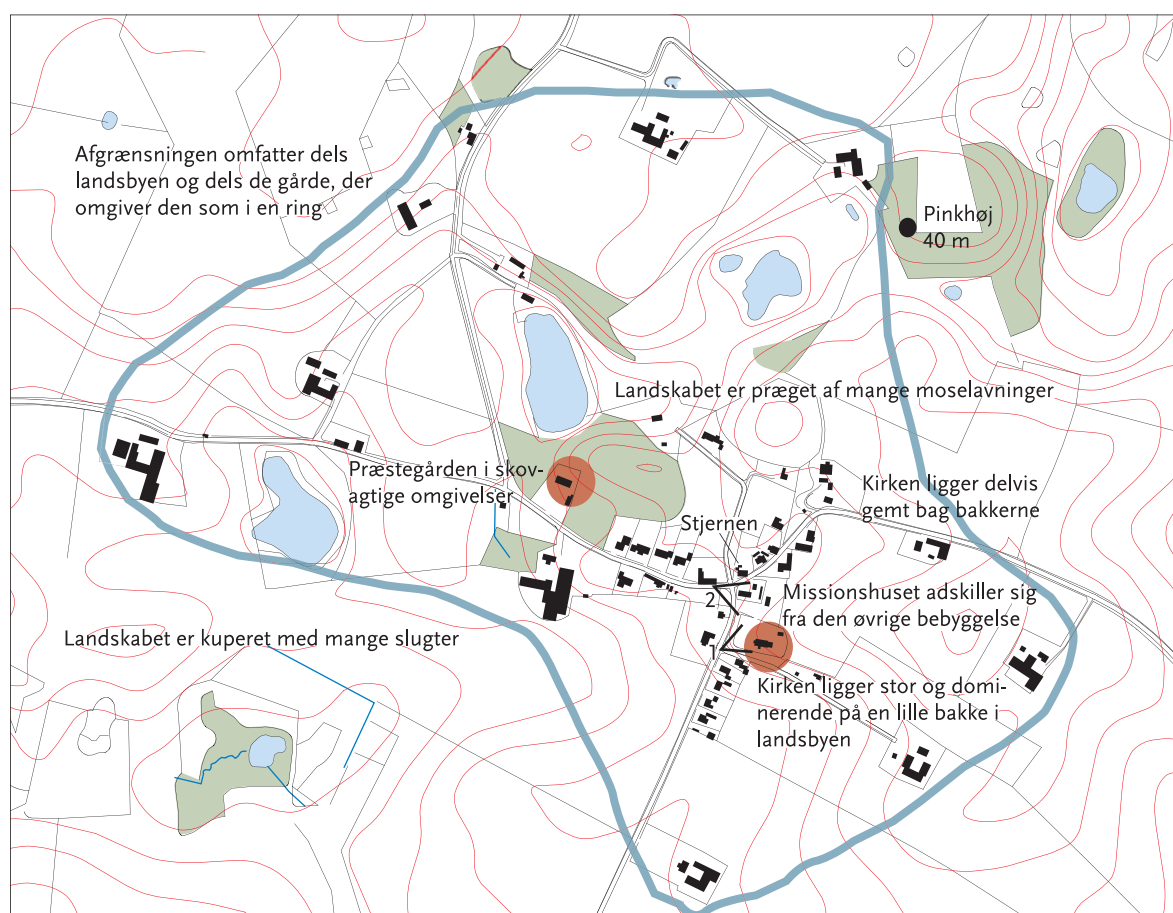 Afgrænsningen omfatter dels
landsbyen og dels de gårde, der
omgiver den som i en ring
Pinkhøj
40 m
Landskabet er præget af mange moselavninger
Præstegården i skov-
agtige omgivelser
Kirken ligger delvis
gemt bag bakkerne
Stjernen
2
Missionshuset adskiller sig
fra den øvrige bebyggelse
Landskabet er kuperet med mange slugter
1
Kirken ligger stor og domi-
nerende på en lille bakke i
landsbyen